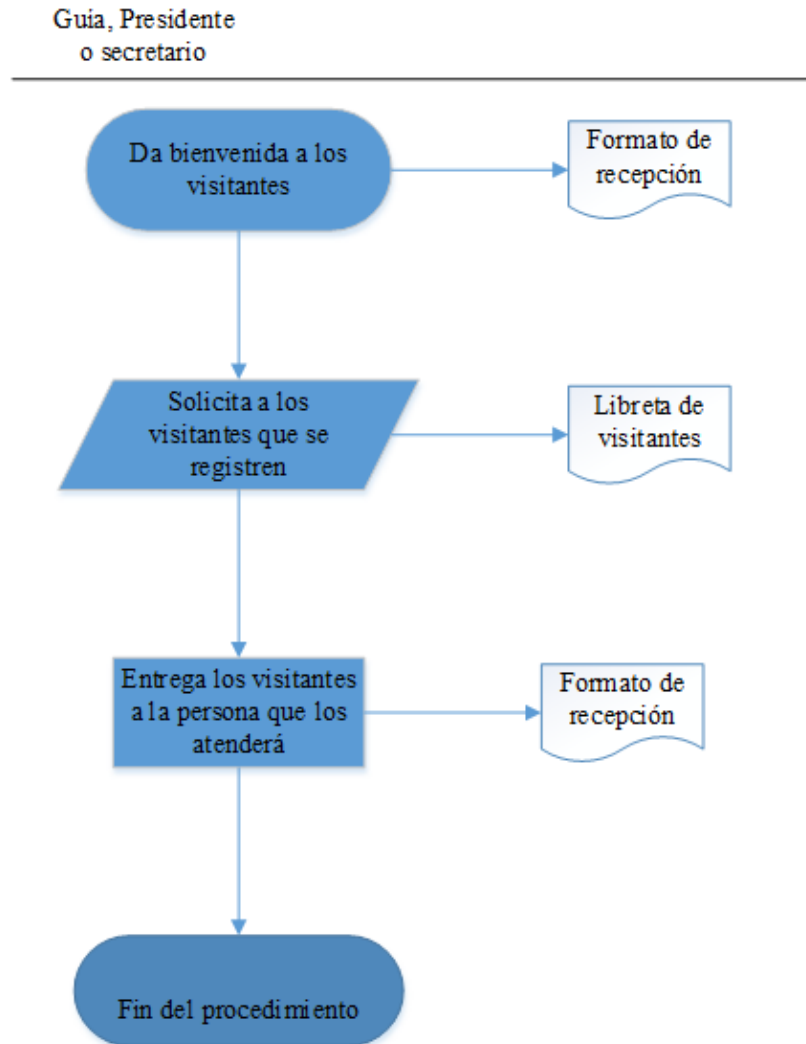 Guia, Presidente
o secretario
Da bienvenida a los
visitantes
Formato de
recepción
Solicita a los
visitantes que se
registren
Libreta de
visitantes
Entrega los visitantes
a la persona que los
atenderá
Formato de
recepción
Fin del procedimiento